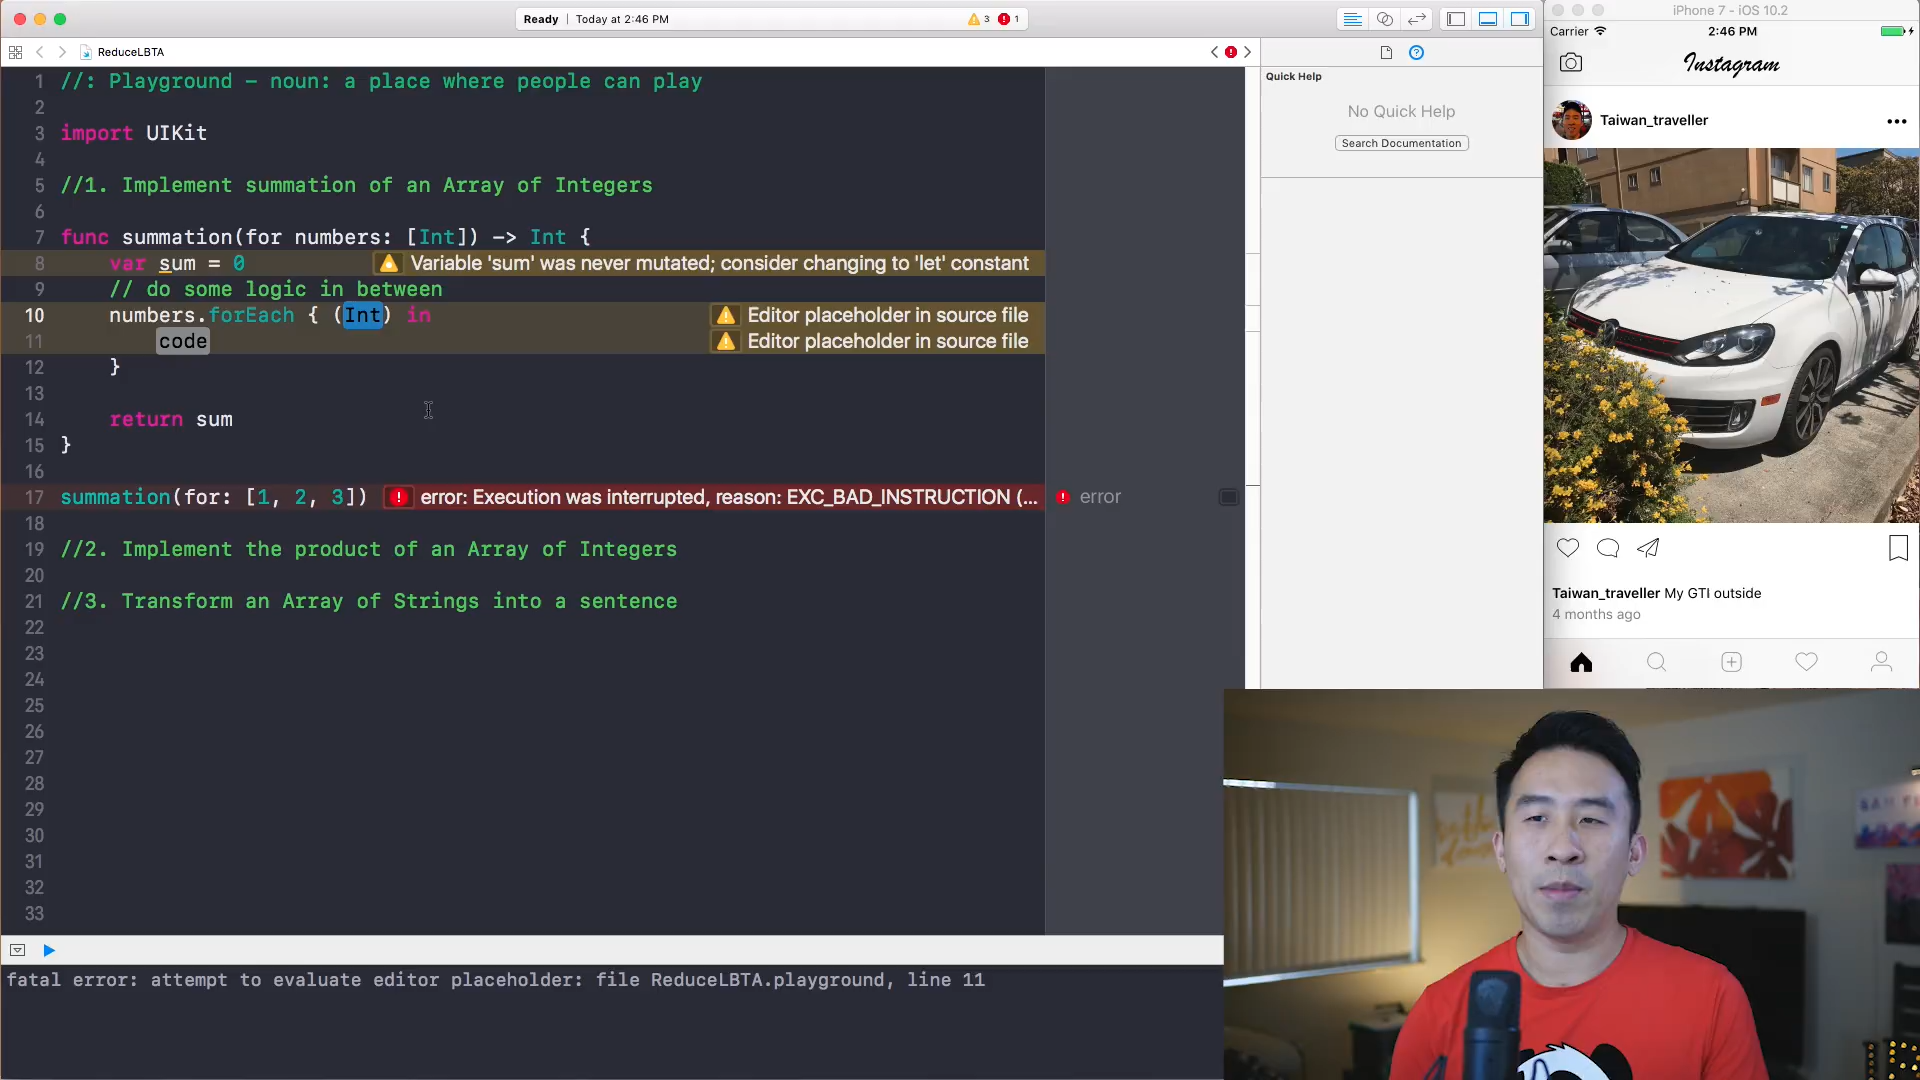 Ready | Today at 2:46 PM
3
1
ReduceLBTA
1 //: Playground - noun: a place where people can play
2
3 import UIKit
4
5 //1. Implement summation of an Array of Integers
6
7 func summation(for numbers: [Int]) -> Int {
8 var sum = 0 Variable 'sum' was never mutated; consider changing to 'let' constant
9 // do some logic in between
10 numbers.forEach { (Int) in Editor placeholder in source file
11 code Editor placeholder in source file
12 }
13
14 return sum
15 }
16
17 summation(for: [1, 2, 3]) error: Execution was interrupted, reason: EXC_BAD_INSTRUCTION (... error
18
19 //2. Implement the product of an Array of Integers
20
21 //3. Transform an Array of Strings into a sentence
22
23
24
25
26
27
28
29
30
31
32
33
fatal error: attempt to evaluate editor placeholder: file ReduceLBTA.playground, line 11
Quick Help
No Quick Help
Search Documentation
iPhone 7 - iOS 10.2
Carrier 2:46 PM
Instagram
Taiwan_traveller
Taiwan_traveller My GTI outside
4 months ago